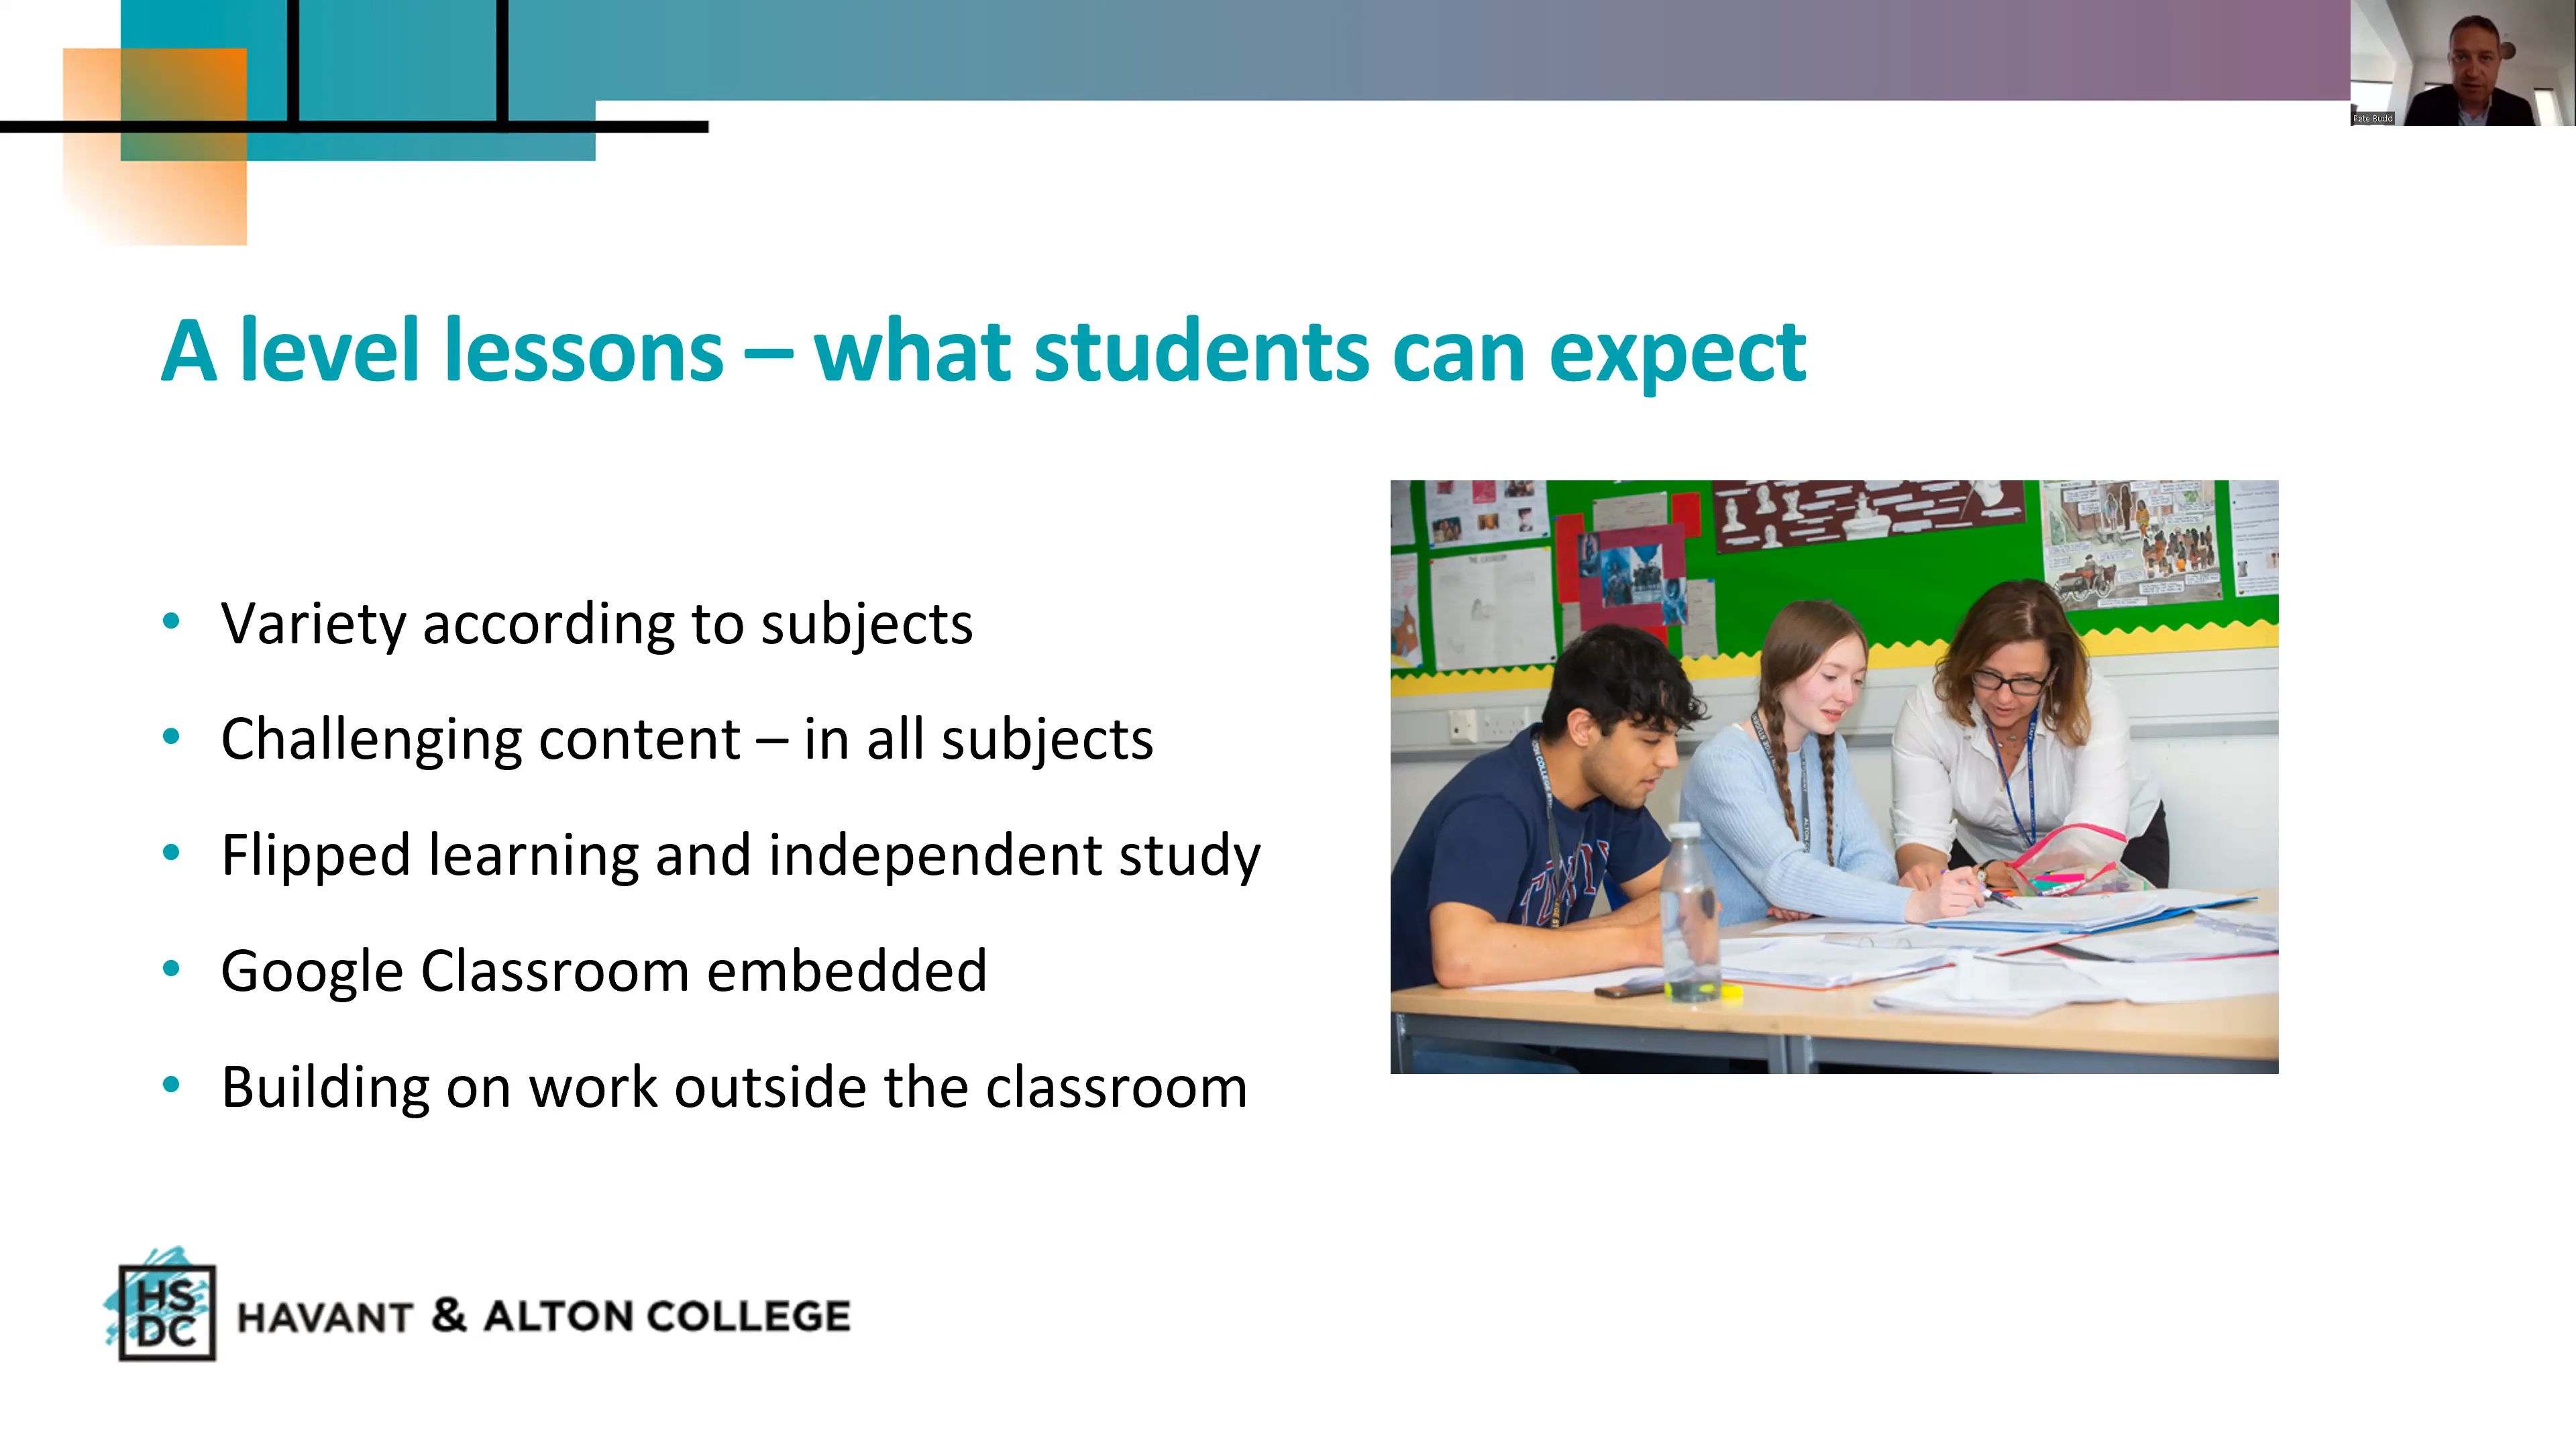 Pete Budd
A level lessons – what students can expect
• Variety according to subjects
• Challenging content – in all subjects
• Flipped learning and independent study
• Google Classroom embedded
• Building on work outside the classroom
HS
DC
HAVANT & ALTON COLLEGE